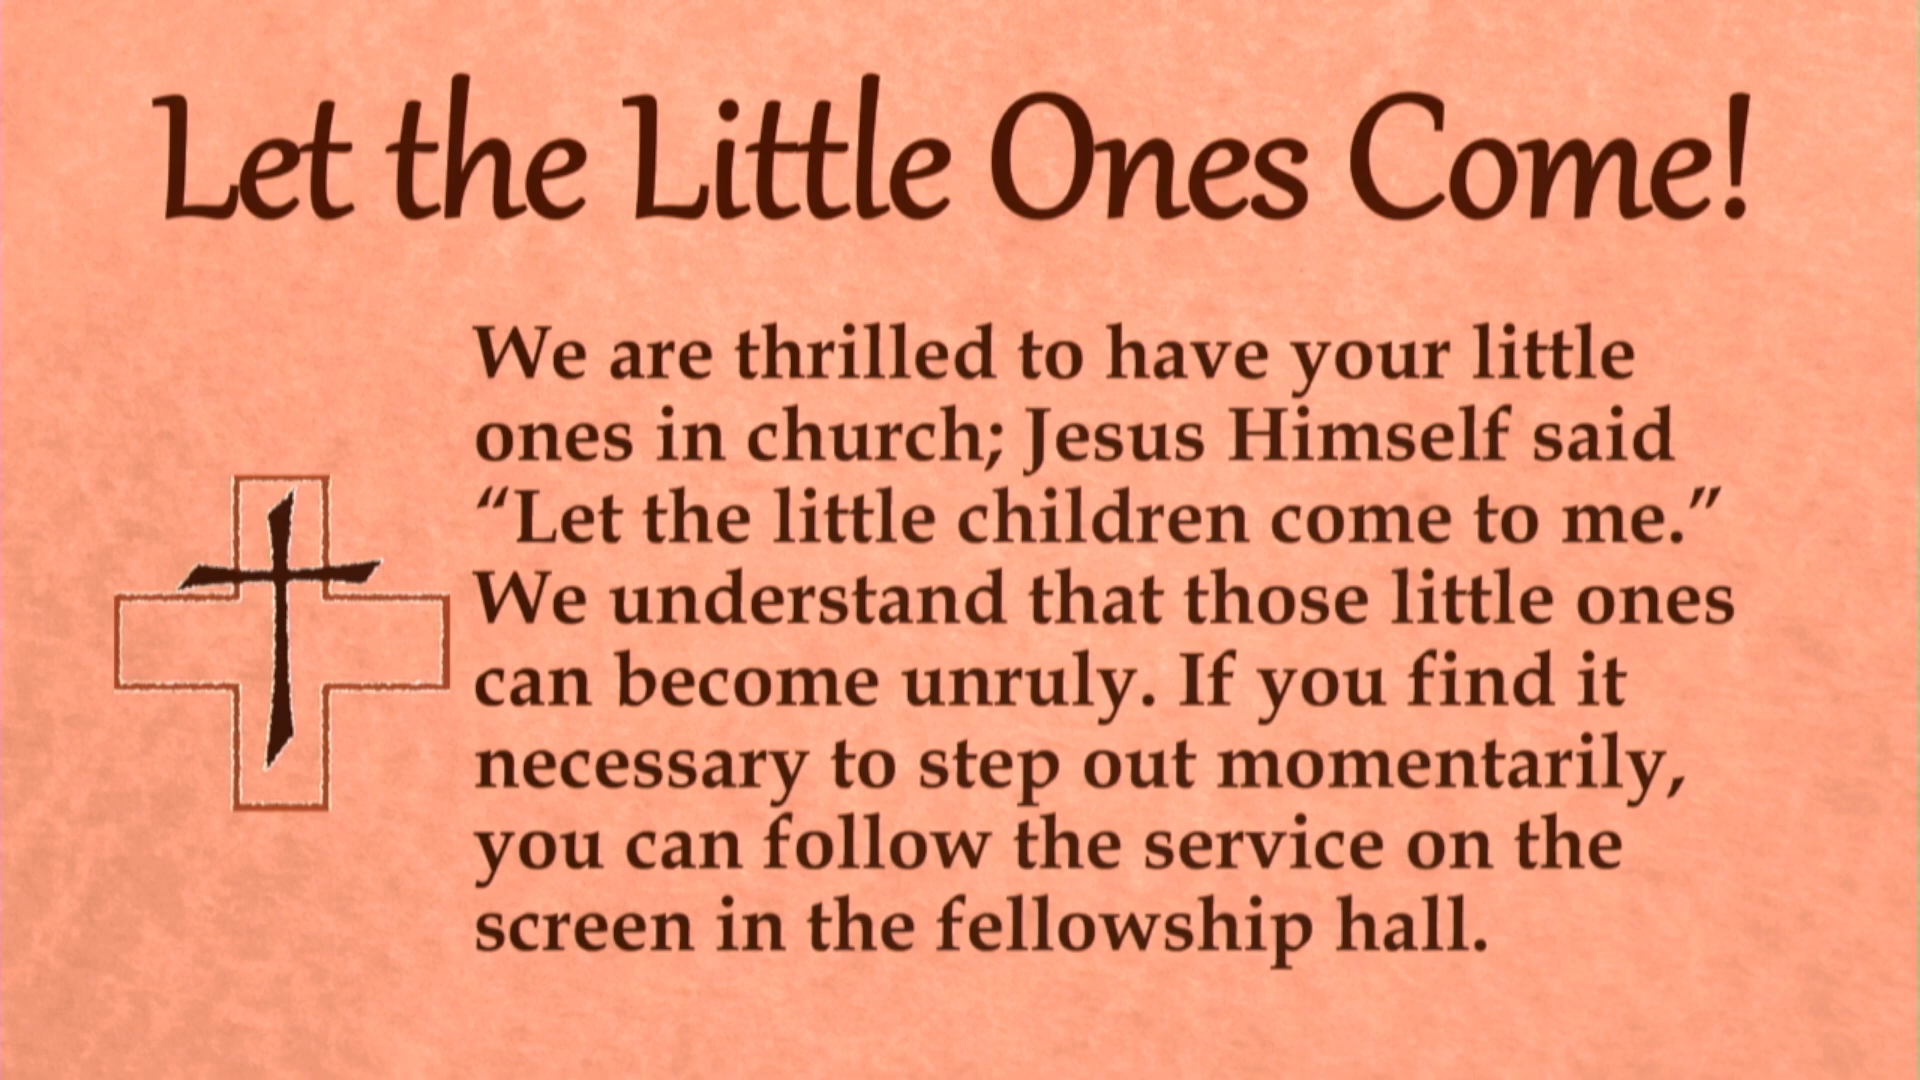 Let the Little Ones Come!
We are thrilled to have your little
ones in church; Jesus Himself said
“Let the little children come to me.”
We understand that those little ones
can become unruly. If you find it
necessary to step out momentarily,
you can follow the service on the
screen in the fellowship hall.